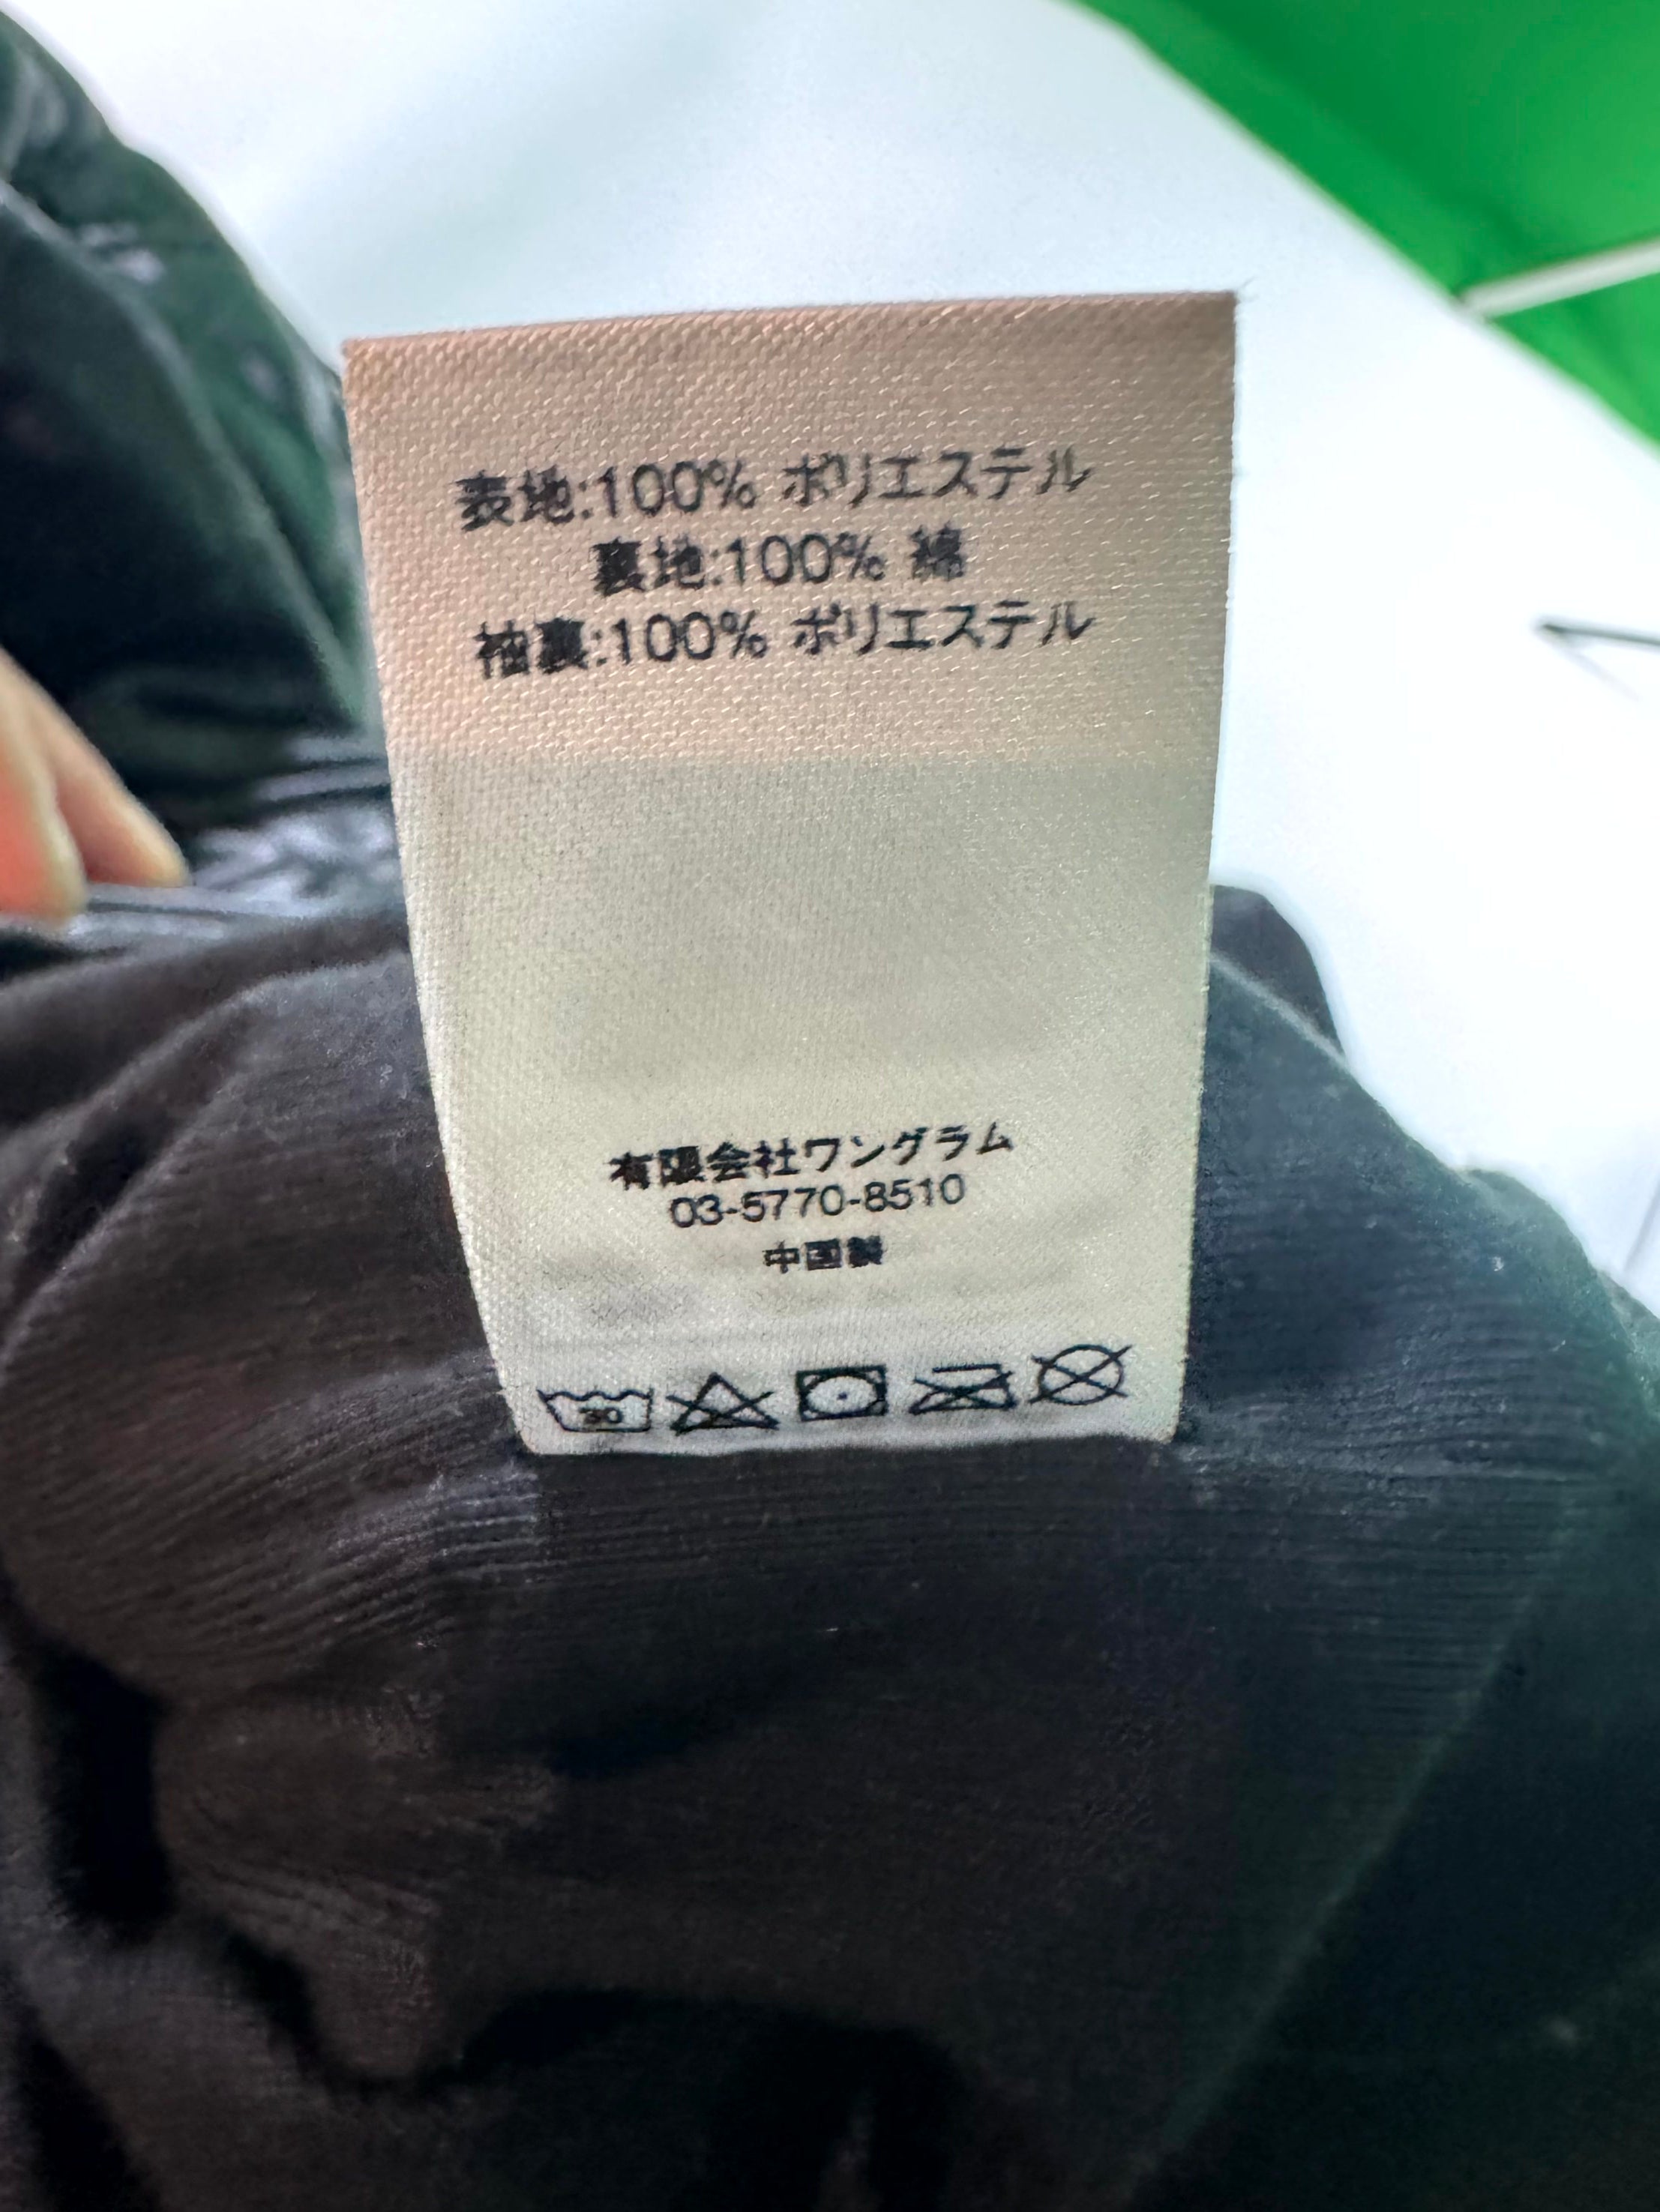 表地:100% ポリエステル
裏地:100% 綿
袖裏:100% ポリエステル
有限会社ワングラム
03-5770-8510
中国製
30